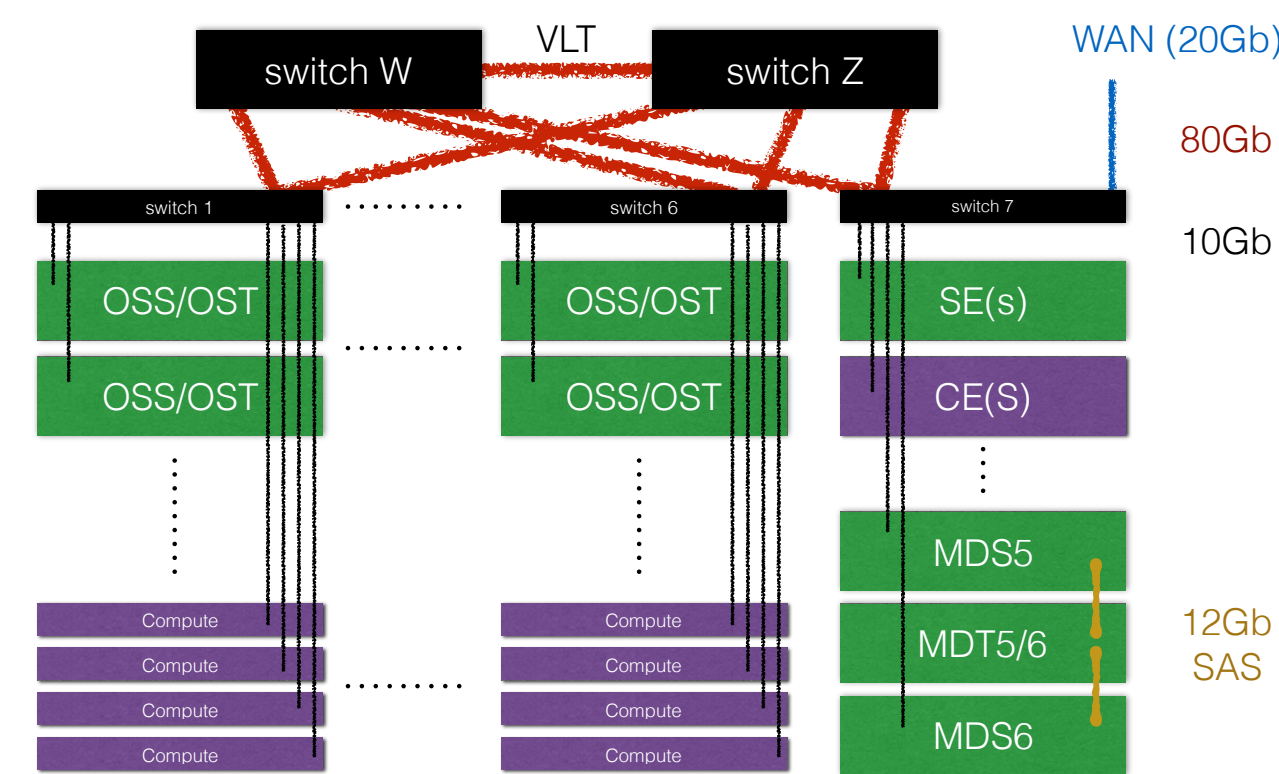 VLT
WAN (20Gb)
switch W
switch Z
80Gb
switch 1
switch 6
switch 7
10Gb
OSS/OST
OSS/OST
SE(s)
OSS/OST
OSS/OST
CE(S)
MDS5
Compute
Compute
12Gb
SAS
MDT5/6
Compute
Compute
Compute
Compute
MDS6
Compute
Compute